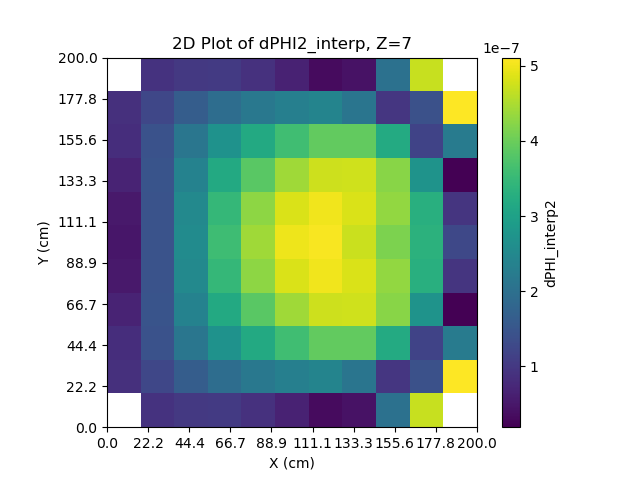 2D Plot of dPHI2_interp, Z=7
1e−7
200.0
177.8
155.6
133.3
111.1
88.9
66.7
44.4
22.2
0.0
Y (cm)
0.0 22.2 44.4 66.7 88.9 111.1 133.3 155.6 177.8 200.0
X (cm)
5
4
3
2
1
dPHI_interp2